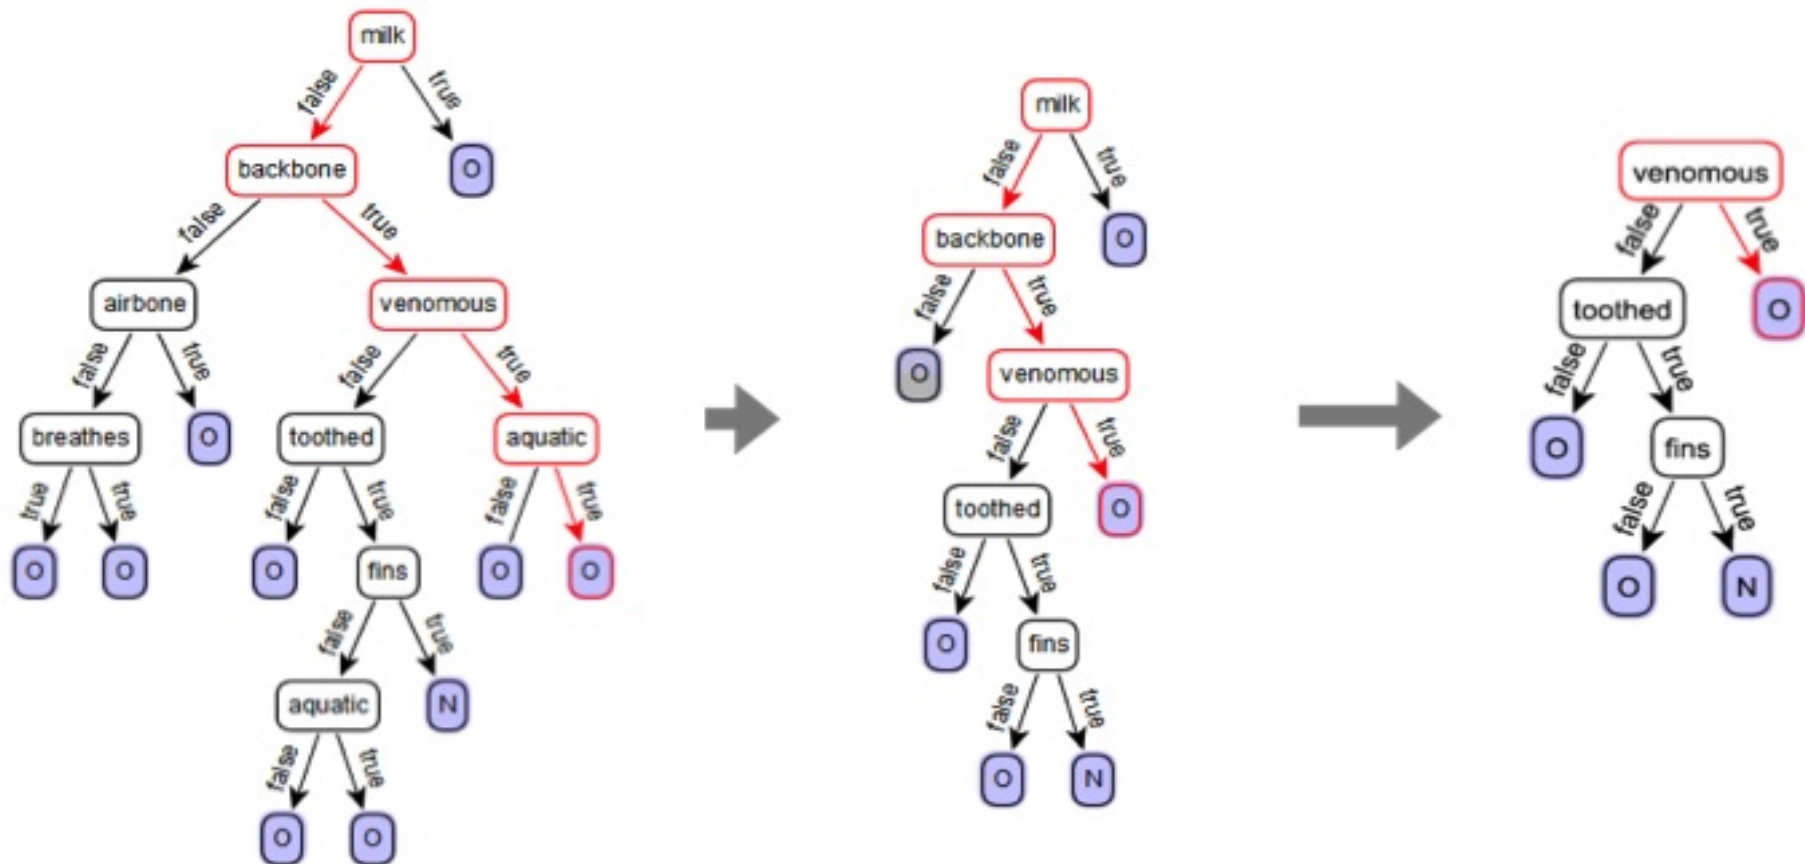 milk
false
true
backbone
O
false
true
airbone
venomous
false
true
false
true
breathes
O
toothed
aquatic
true
true
false
true
false
true
O
O
O
fins
O
O
false
true
aquatic
N
false
true
O
O
milk
false
true
backbone
O
false
true
O
venomous
false
true
toothed
O
false
true
O
fins
false
true
O
N
venomous
false
true
toothed
O
false
true
O
fins
false
true
O
N